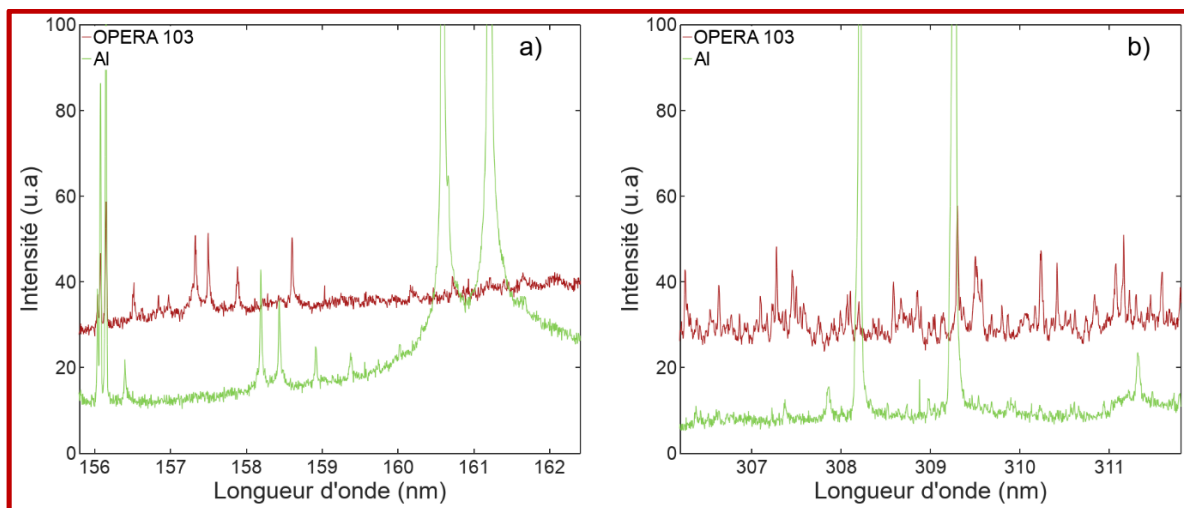 100
80
60
40
20
0
Intensité (u.a)
OPERA 103
Al
a)
156 157 158 159 160 161 162
Longueur d'onde (nm)
100
80
60
40
20
0
Intensité (u.a)
OPERA 103
Al
b)
307 308 309 310 311
Longueur d'onde (nm)